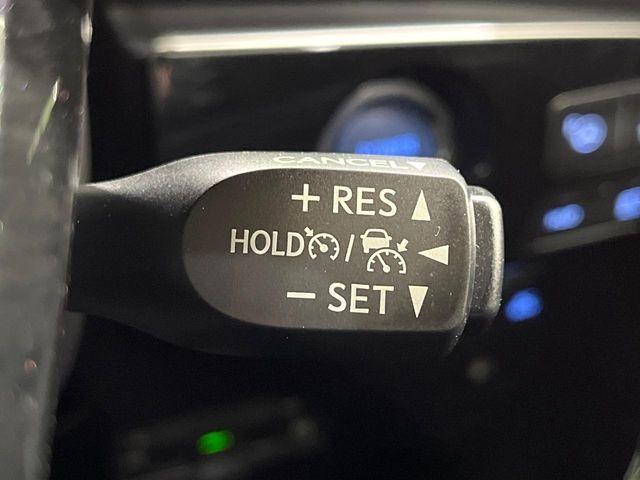 CANCEL▼
+ RES ▲
HOLD / ◀
− SET ▼